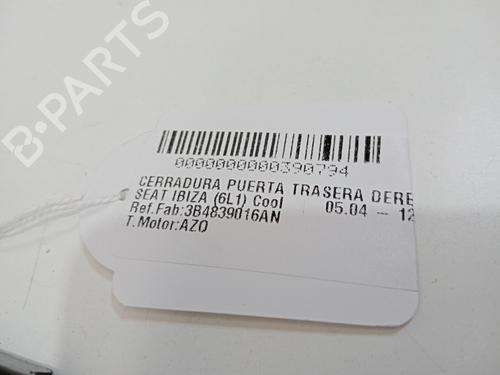 B-PARTS
0000000000390794
CERRADURA PUERTA TRASERA DERE
SEAT IBIZA (6L1) Cool 05.04 - 12
Ref.Fab:3B4839016AN
T.Motor:AZQ